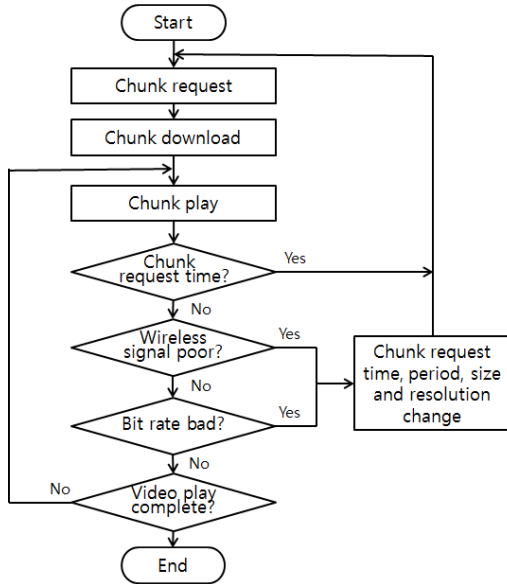 Start
Chunk request
Chunk download
Chunk play
Chunk
request time?
Yes
No
Wireless
signal poor?
Yes
Chunk request
time, period, size
and resolution
change
No
Bit rate bad?
Yes
No
Video play
complete?
No
End